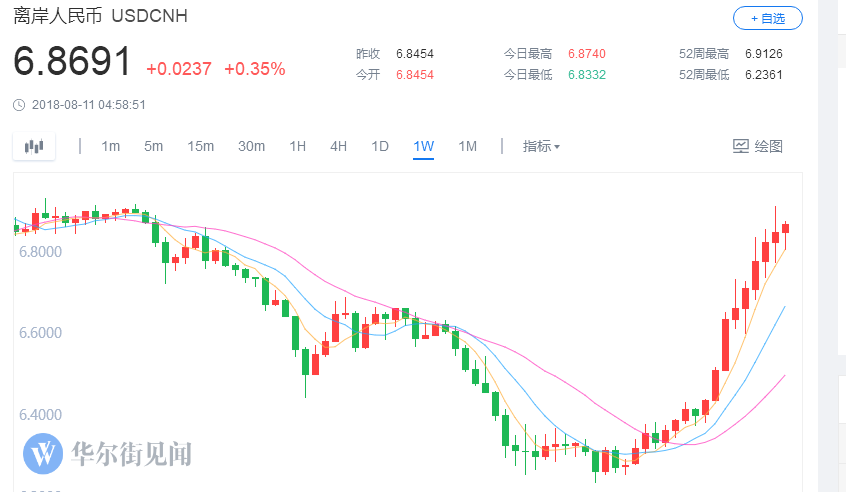 离岸人民币 USDCNH
+自选
6.8691 +0.0237 +0.35%
昨收 6.8454 今日最高 6.8740 52周最高 6.9126
今开 6.8454 今日最低 6.8332 52周最低 6.2361
2018-08-11 04:58:51
1m 5m 15m 30m 1H 4H 1D 1W 1M 指标 绘图
6.8000
6.6000
6.4000
W 华尔街见闻